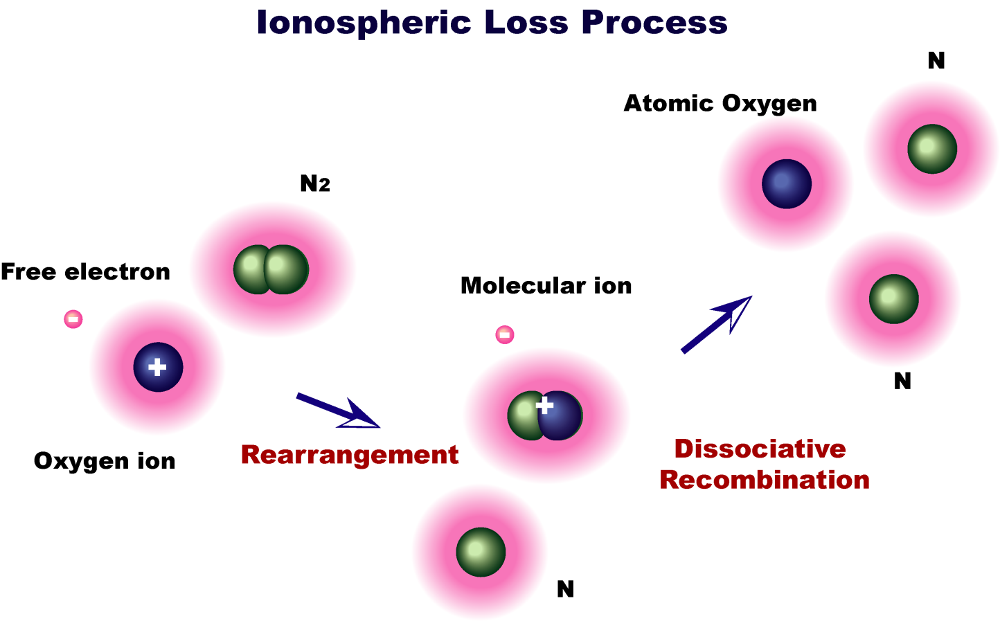 Ionospheric Loss Process
N
Atomic Oxygen
N2
Free electron
-
Molecular ion
-
+
+
N
Oxygen ion
Rearrangement
Dissociative
Recombination
N